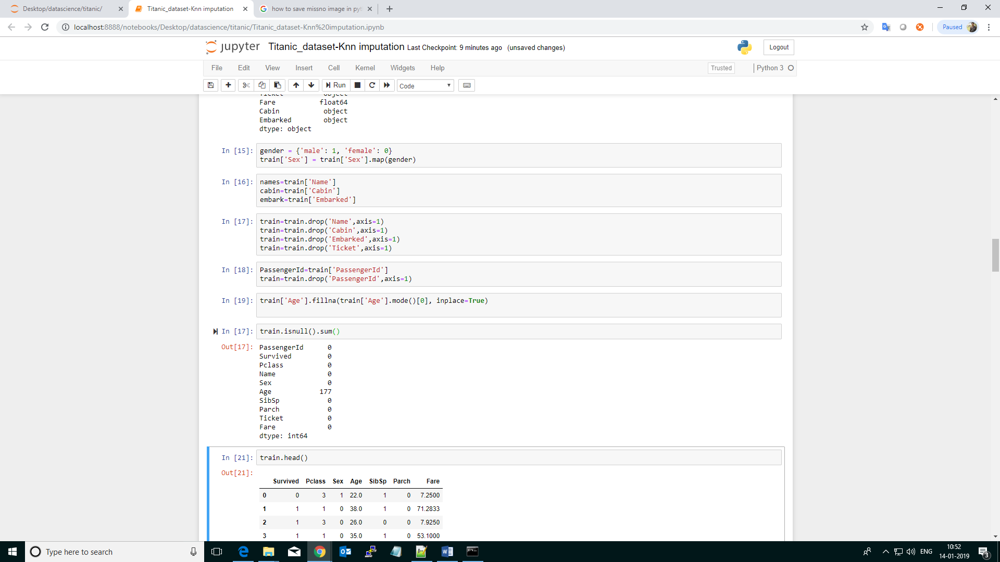 Desktop/datascience/titanic/
Titanic_dataset-Knn imputation
how to save missno image in pyt
localhost:8888/notebooks/Desktop/datascience/titanic/Titanic_dataset-Knn%20imputation.ipynb
Paused
jupyter Titanic_dataset-Knn imputation Last Checkpoint: 9 minutes ago (unsaved changes)
Logout
File Edit View Insert Cell Kernel Widgets Help
Trusted
Python 3
Run
Code
Ticket object
Fare float64
Cabin object
Embarked object
dtype: object
In [15]: gender = {'male': 1, 'female': 0}
train['Sex'] = train['Sex'].map(gender)
In [16]: names=train['Name']
cabin=train['Cabin']
embark=train['Embarked']
In [17]: train=train.drop('Name',axis=1)
train=train.drop('Cabin',axis=1)
train=train.drop('Embarked',axis=1)
train=train.drop('Ticket',axis=1)
In [18]: PassengerId=train['PassengerId']
train=train.drop('PassengerId',axis=1)
In [19]: train['Age'].fillna(train['Age'].mode()[0], inplace=True)
In [17]: train.isnull().sum()
Out[17]: PassengerId 0
Survived 0
Pclass 0
Name 0
Sex 0
Age 177
SibSp 0
Parch 0
Ticket 0
Fare 0
dtype: int64
In [21]: train.head()
Out[21]:
Survived Pclass Sex Age SibSp Parch Fare
0 0 3 1 22.0 1 0 7.2500
1 1 1 0 38.0 1 0 71.2833
2 1 3 0 26.0 0 0 7.9250
3 1 1 0 35.0 1 0 53.1000
Type here to search
ENG
10:52
14-01-2019
3